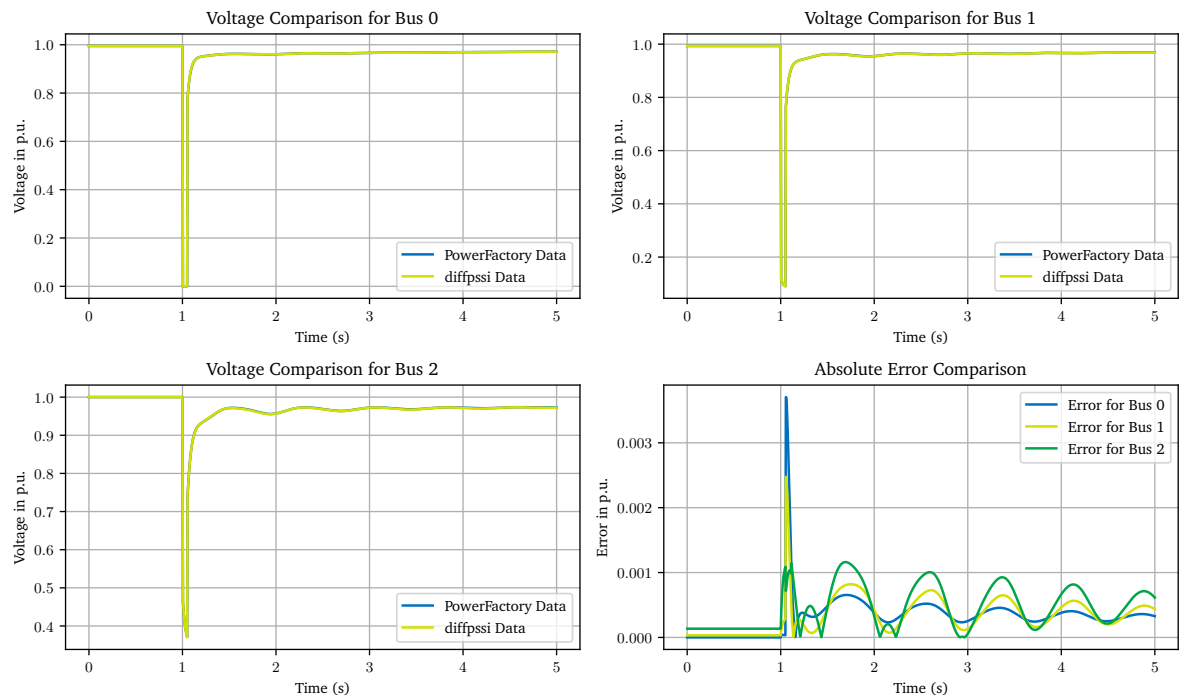 Voltage Comparison for Bus 0
Voltage in p.u.
1.0
0.8
0.6
0.4
0.2
0.0
PowerFactory Data
diffpssi Data
0 1 2 3 4 5
Time (s)
Voltage Comparison for Bus 1
Voltage in p.u.
1.0
0.8
0.6
0.4
0.2
PowerFactory Data
diffpssi Data
0 1 2 3 4 5
Time (s)
Voltage Comparison for Bus 2
Voltage in p.u.
1.0
0.9
0.8
0.7
0.6
0.5
0.4
PowerFactory Data
diffpssi Data
0 1 2 3 4 5
Time (s)
Absolute Error Comparison
Error in p.u.
0.003
0.002
0.001
0.000
Error for Bus 0
Error for Bus 1
Error for Bus 2
0 1 2 3 4 5
Time (s)